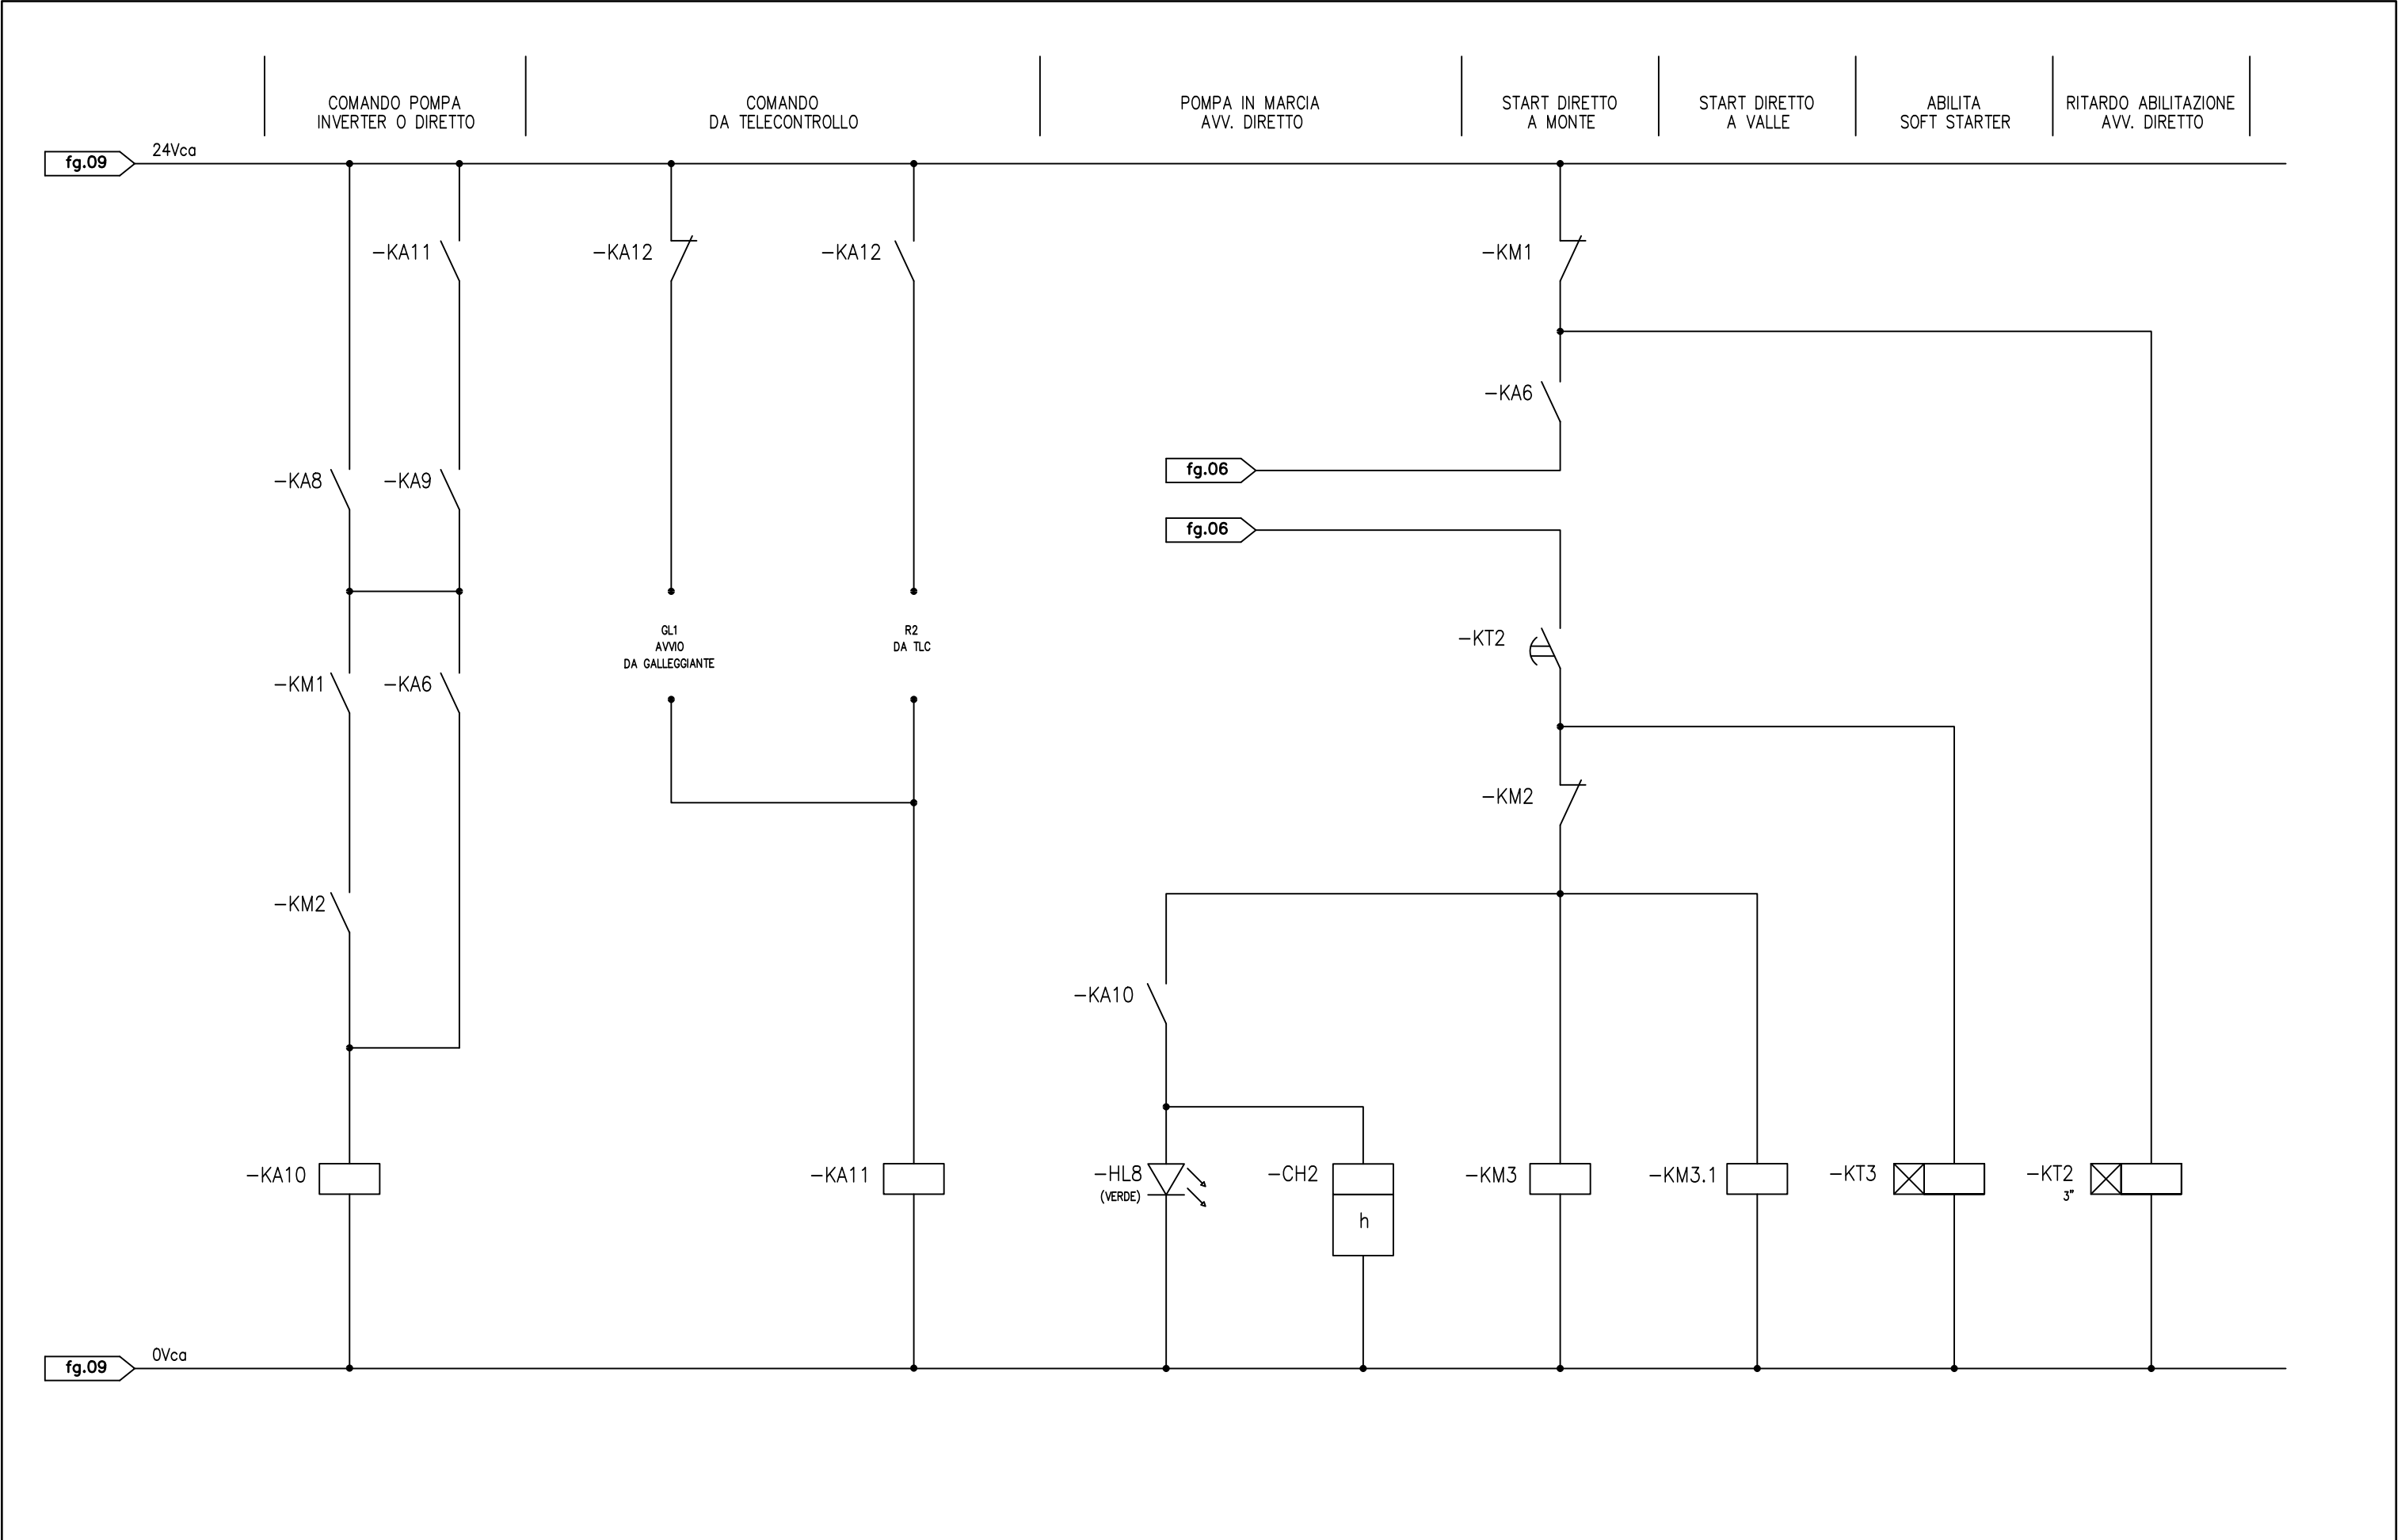 COMANDO POMPA
INVERTER O DIRETTO
COMANDO
DA TELECONTROLLO
POMPA IN MARCIA
AVV. DIRETTO
START DIRETTO
A MONTE
START DIRETTO
A VALLE
ABILITA
SOFT STARTER
RITARDO ABILITAZIONE
AVV. DIRETTO
fg.09
24Vca
-KA11
-KA12
-KA12
-KM1
-KA6
fg.06
-KA8
-KA9
fg.06
GL1
AVVIO
DA GALLEGGIANTE
R2
DA TLC
-KT2
-KM1
-KA6
-KM2
-KM2
-KA10
-KA10
-KA11
-HL8
(VERDE)
-CH2
h
-KM3
-KM3.1
-KT3
-KT2
3"
fg.09
0Vca